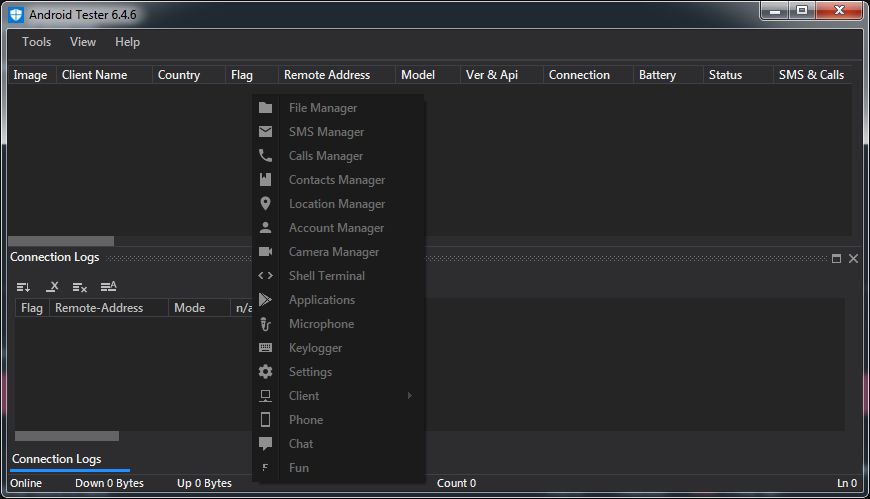 Android Tester 6.4.6
Tools View Help
Image Client Name Country Flag Remote Address Model Ver & Api Connection Battery Status SMS & Calls
File Manager
SMS Manager
Calls Manager
Contacts Manager
Location Manager
Account Manager
Camera Manager
Shell Terminal
Applications
Microphone
Keylogger
Settings
Client
Phone
Chat
Fun
Connection Logs
Flag Remote-Address Mode n/a
Connection Logs
Online Down 0 Bytes Up 0 Bytes Count 0 Ln 0